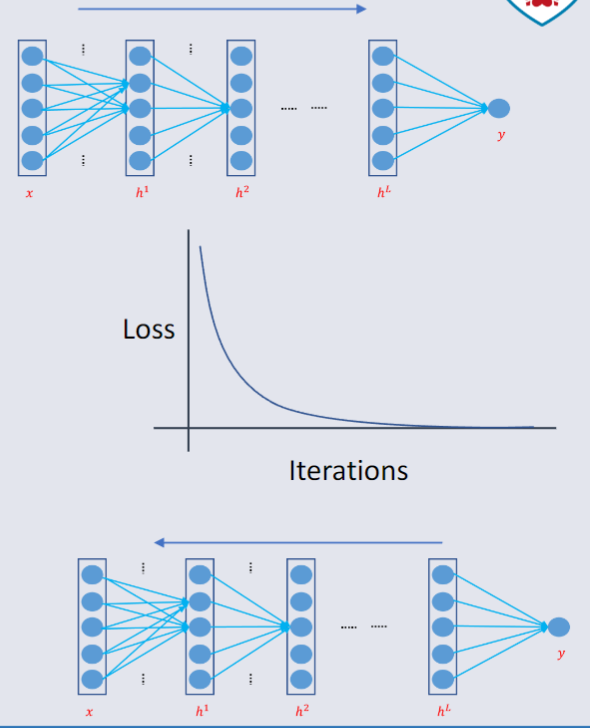 x h¹ h² ..... ..... hᴸ y
Loss
Iterations
x h¹ h² ..... ..... hᴸ y